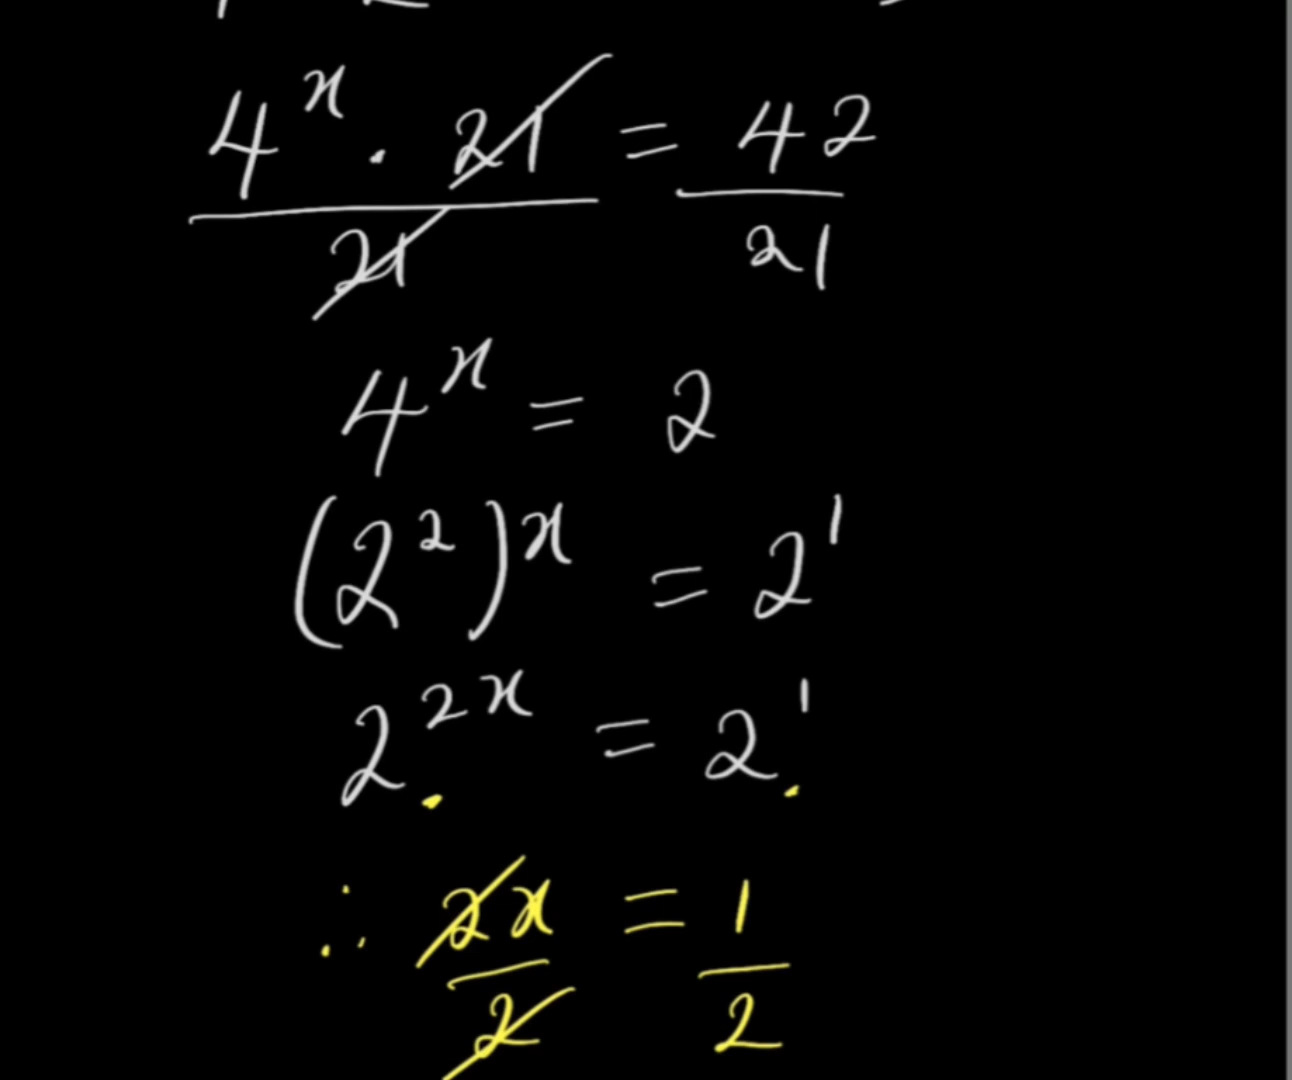 4^x · 21 / 21 = 42 / 21
4^x = 2
(2^2)^x = 2^1
2^2x = 2^1
∴ 2x / 2 = 1 / 2